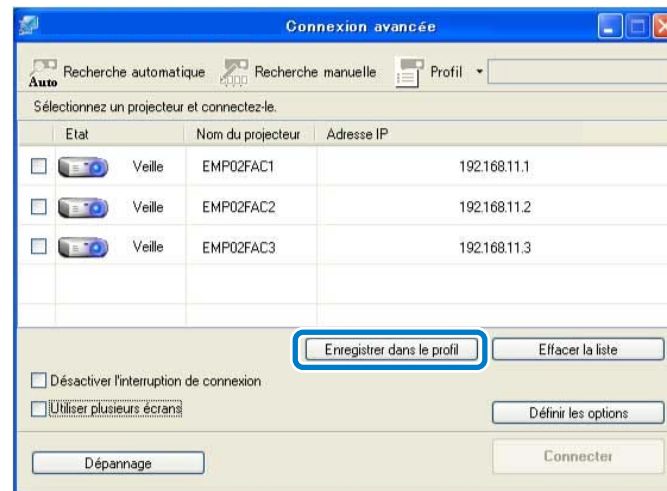 Connexion avancée
Auto Recherche automatique Recherche manuelle Profil
Sélectionnez un projecteur et connectez-le.
Etat Nom du projecteur Adresse IP
Veille EMP02FAC1 192.168.11.1
Veille EMP02FAC2 192.168.11.2
Veille EMP02FAC3 192.168.11.3
Enregistrer dans le profil Effacer la liste
Désactiver l'interruption de connexion
Utiliser plusieurs écrans Définir les options
Dépannage Connecter